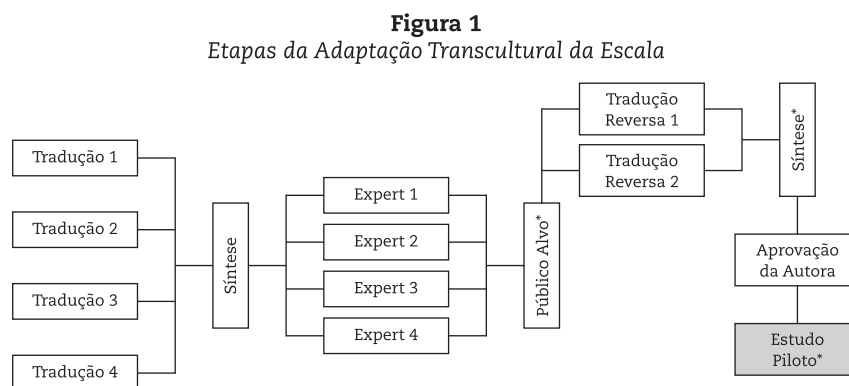 Figura 1
Etapas da Adaptação Transcultural da Escala
Tradução 1
Tradução 2
Tradução 3
Tradução 4
Síntese
Expert 1
Expert 2
Expert 3
Expert 4
Público Alvo*
Tradução
Reversa 1
Tradução
Reversa 2
Síntese*
Aprovação
da Autora
Estudo
Piloto*